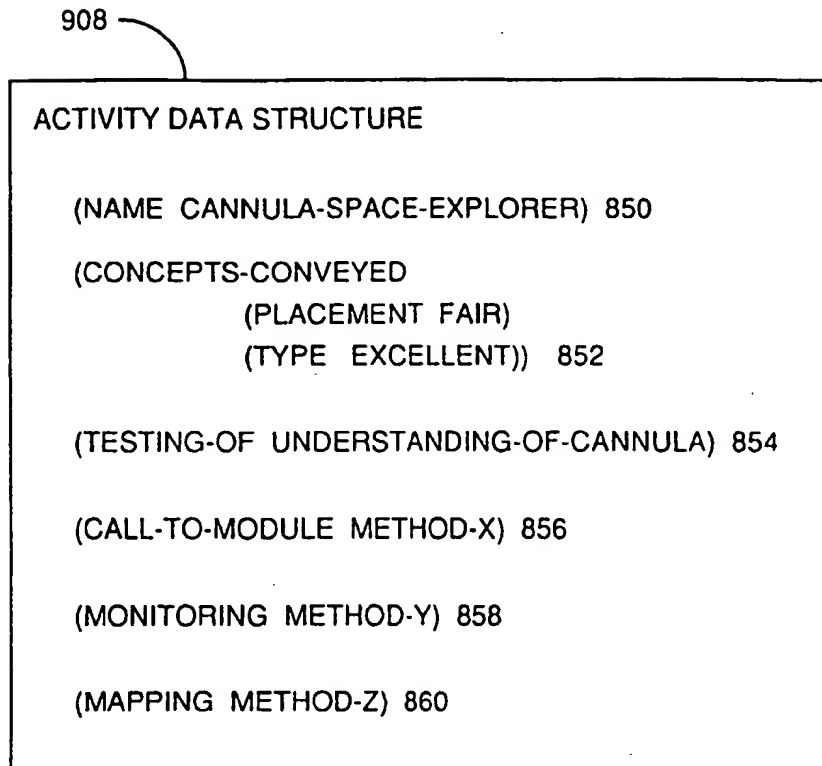 908
ACTIVITY DATA STRUCTURE
(NAME CANNULA-SPACE-EXPLORER) 850
(CONCEPTS-CONVEYED
(PLACEMENT FAIR)
(TYPE EXCELLENT)) 852
(TESTING-OF UNDERSTANDING-OF-CANNULA) 854
(CALL-TO-MODULE METHOD-X) 856
(MONITORING METHOD-Y) 858
(MAPPING METHOD-Z) 860